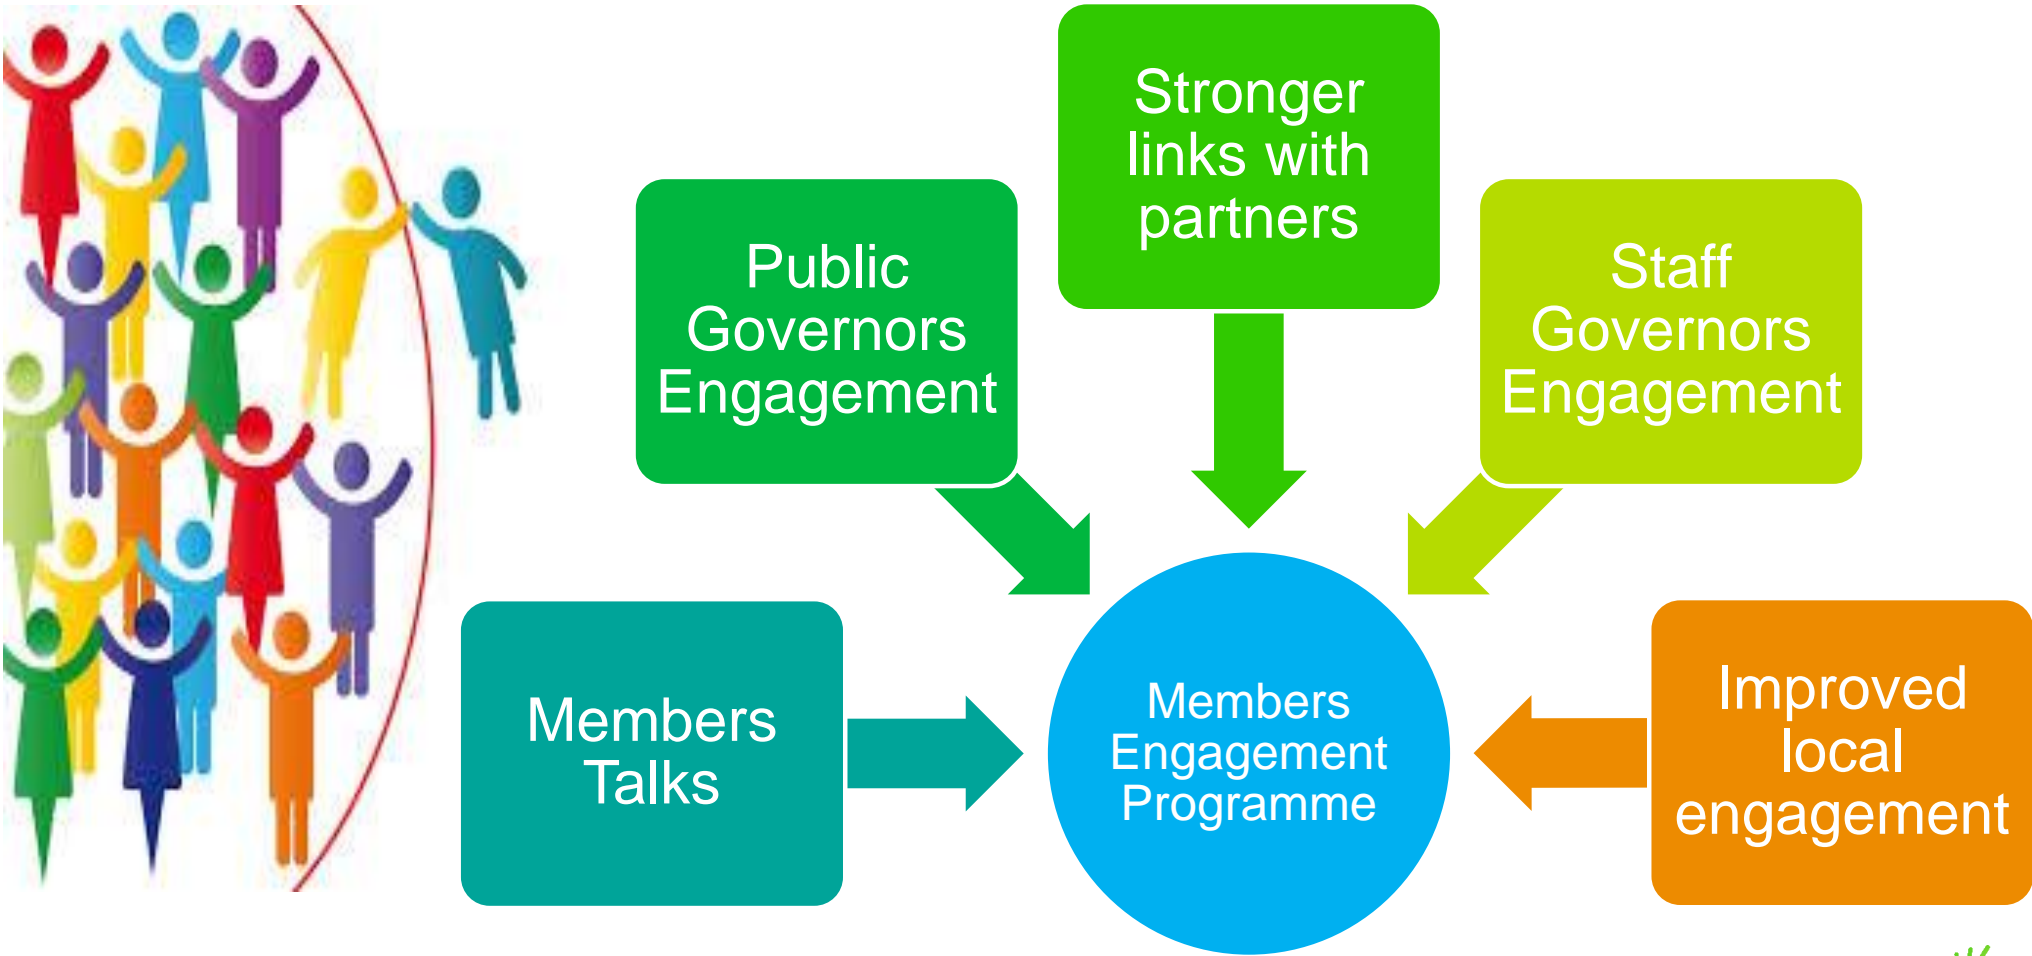 Stronger
links with
partners
Public
Governors
Engagement
Staff
Governors
Engagement
Members
Talks
Members
Engagement
Programme
Improved
local
engagement